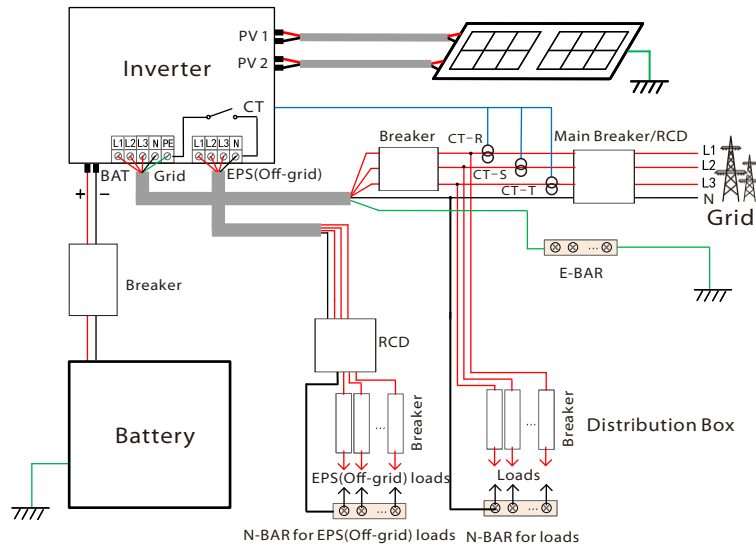 PV 1
PV 2
Inverter
CT
L1 L2 L3 N PE
L1 L2 L3 N
BAT
Grid
EPS(Off-grid)
+
−
Breaker
CT-R
CT-S
CT-T
Main Breaker/RCD
L1
L2
L3
N
Grid
E-BAR
Breaker
RCD
Battery
...
Breaker
...
Breaker
Distribution Box
EPS(Off-grid) loads
Loads
...
...
N-BAR for EPS(Off-grid) loads
N-BAR for loads